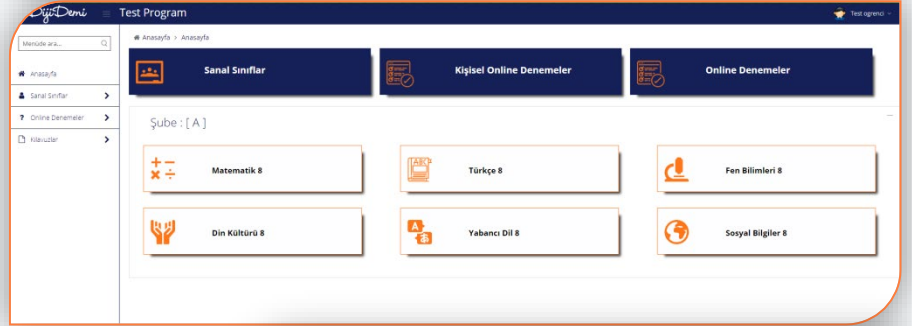 DijiDemi
Test Program
Test ogrenci
Menüde ara...
Anasayfa
Sanal Sınıflar
Online Denemeler
Kılavuzlar
Anasayfa > Anasayfa
Sanal Sınıflar
Kişisel Online Denemeler
Online Denemeler
Şube : [ A ]
Matematik 8
Türkçe 8
Fen Bilimleri 8
Din Kültürü 8
Yabancı Dil 8
Sosyal Bilgiler 8